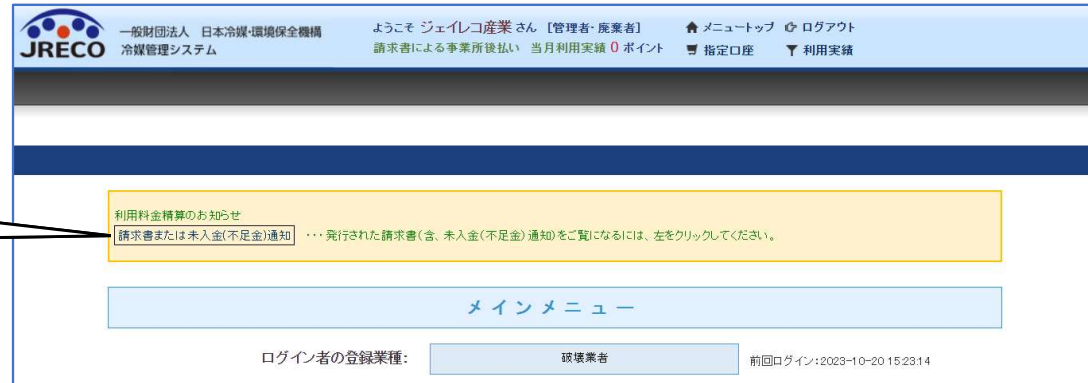 JRECO
一般財団法人 日本冷媒・環境保全機構
冷媒管理システム
ようこそ ジェイレコ産業 さん [管理者・廃棄者]
請求書による事業所後払い 当月利用実績 0 ポイント
メニュートップ ログアウト
指定口座 利用実績
利用料金精算のお知らせ
請求書または未入金(不足金)通知 ・・・発行された請求書(含、未入金(不足金)通知)をご覧になるには、左をクリックしてください。
メインメニュー
ログイン者の登録業種: 破壊業者 前回ログイン:2023-10-20 15:23:14